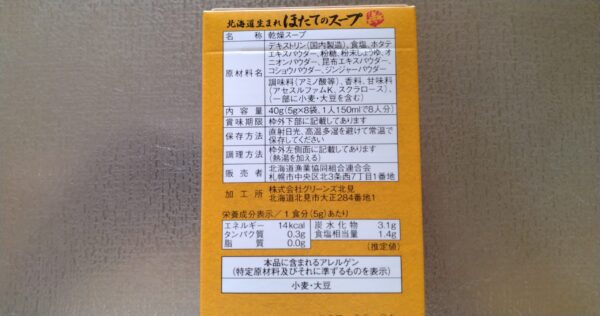 北海道生まれ ほたてのスープ
名称 乾燥スープ
原材料名 デキストリン(国内製造)、食塩、ホタテ
エキスパウダー、粉糖、粉末しょうゆ、オ
ニオンパウダー、昆布エキスパウダー、
コショウパウダー、ジンジャーパウダー
調味料(アミノ酸等)、香料、甘味料
(アセスルファムK、スクラロース)、
(一部に小麦・大豆を含む)
内容量 40g(5g×8袋、1人150mlで8人分)
賞味期限 枠外下部に記載してあります
保存方法 直射日光、高温多湿を避けて常温で
保存してください
調理方法 枠外左側面に記載してあります
(熱湯を加える)
販売者 北海道漁業協同組合連合会
札幌市中央区北3条西7丁目1番地
加工所 株式会社グリーンズ北見
北海道北見市大正284番地1
栄養成分表示/1食分(5g)あたり
エネルギー 14kcal 炭水化物 3.1g
タンパク質 0.3g 食塩相当量 1.4g
脂質 0.0g (推定値)
本品に含まれるアレルゲン
(特定原材料及びそれに準ずるものを表示)
小麦・大豆